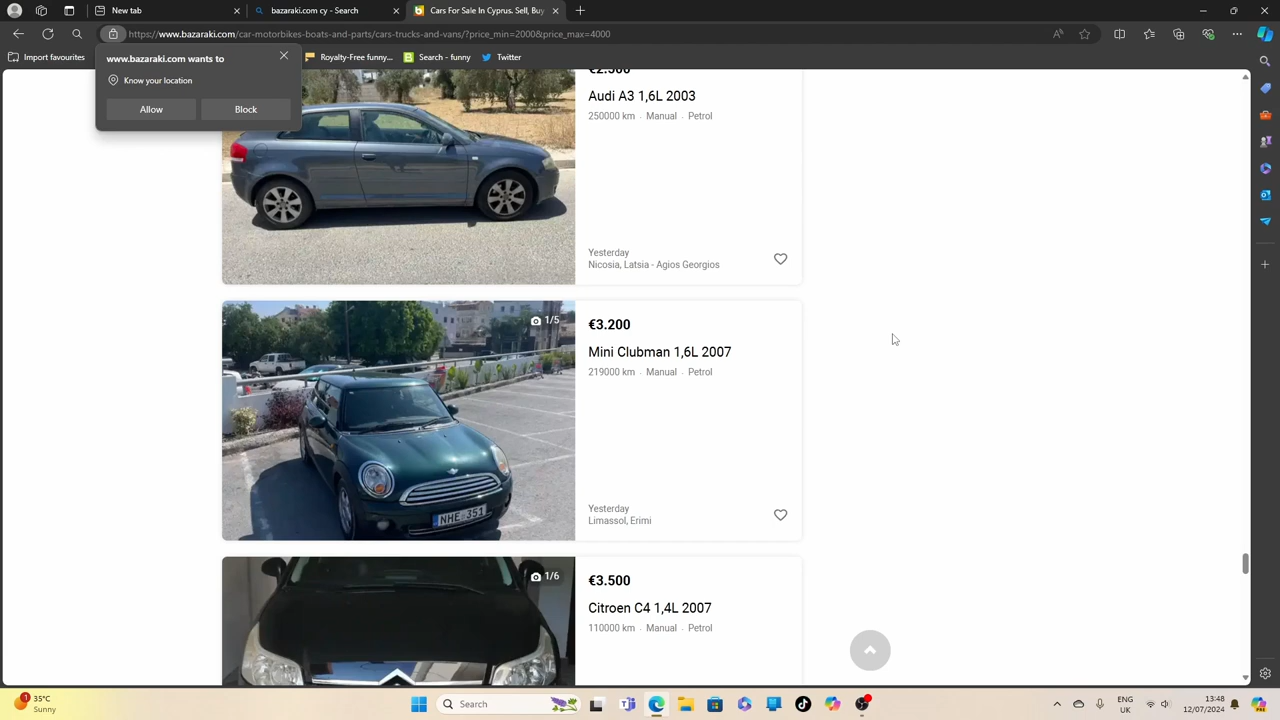 New tab
bazaraki - Search
Cars For Sale in Cyprus. Sell, Buy
https://www.bazaraki.com/car-motorbikes-boats-and-parts/cars-trucks-and-vans/?price_min=2000&price_max=4000
Import favourites
Royalty-Free funny...
Search - funny
Twitter
www.bazaraki.com wants to
Know your location
Allow
Block
€2.500
Audi A3 1,6L 2003
250000 km · Manual · Petrol
Yesterday
Nicosia, Latsia - Agios Georgios
1/5
€3.200
Mini Clubman 1,6L 2007
219000 km · Manual · Petrol
NHE 351
Yesterday
Limassol, Erimi
1/6
€3.500
Citroen C4 1,4L 2007
110000 km · Manual · Petrol
1
35°C
Sunny
Search
ENG
UK
13:48
12/07/2024